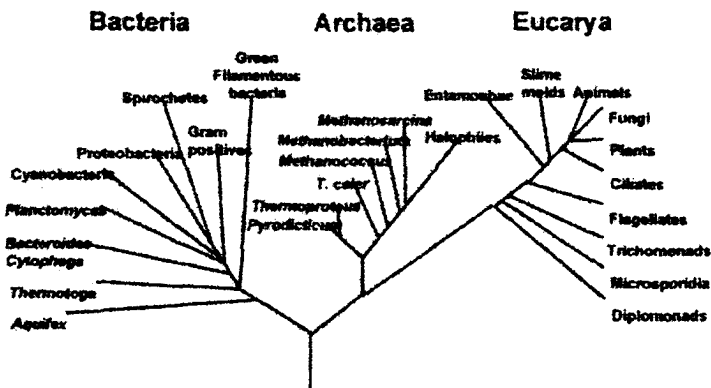 Bacteria
Archaea
Eucarya
Green
Filamentous
bacteria
Spirochetes
Gram
positives
Proteobacteria
Cyanobacteria
Planctomyces
Bacteroides
Cytophaga
Thermotoga
Aquifex
Methanosarcina
Methanobacterium
Halophiles
Methanococcus
T. celer
Thermoproteus
Pyrodicticum
Entamoebae
Slime
molds
Animals
Fungi
Plants
Ciliates
Flagellates
Trichomonads
Microsporidia
Diplomonads